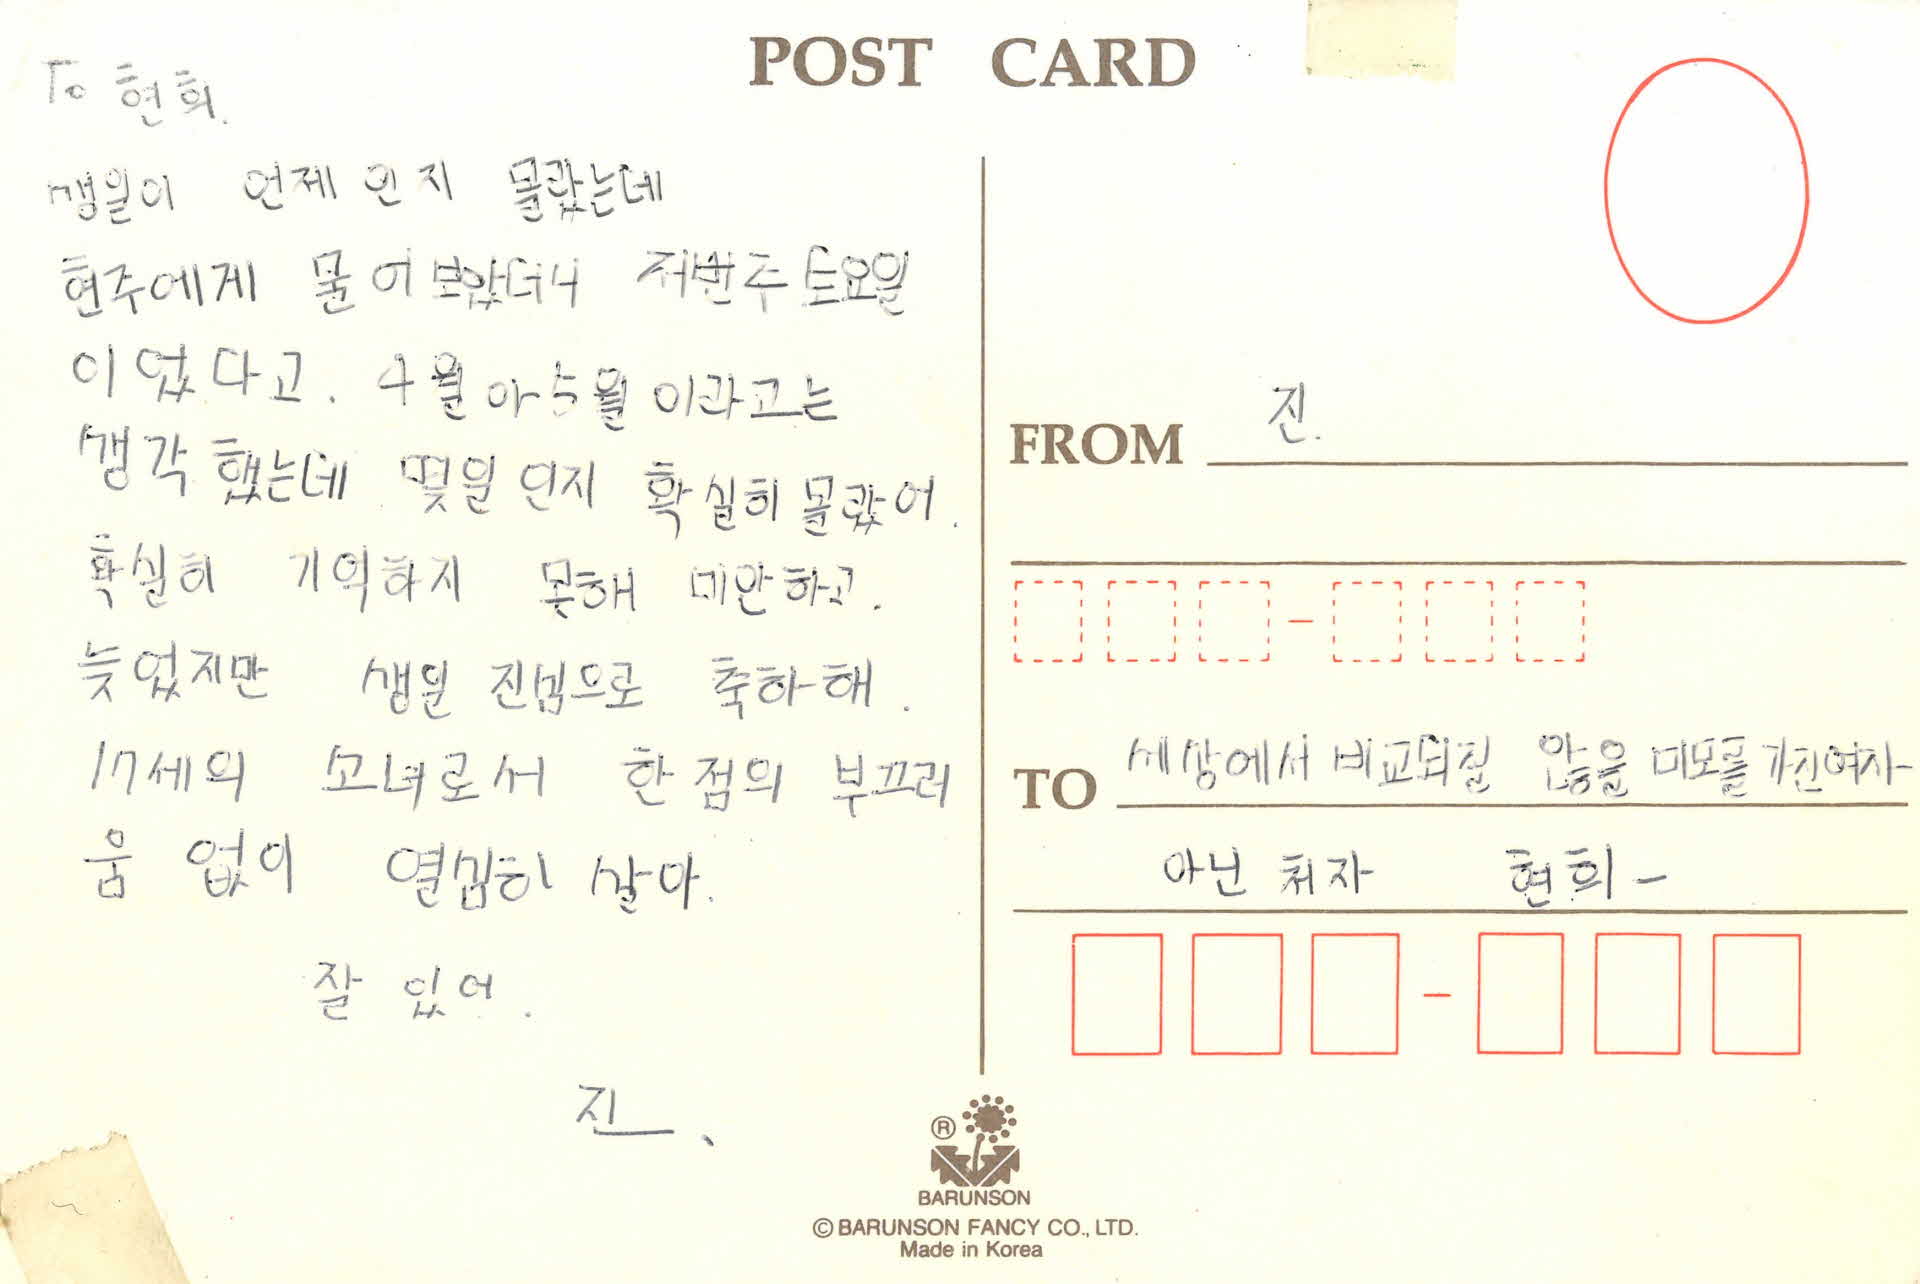 POST CARD
To 현희.
생일이 언제 인지 몰랐는데
현주에게 물어보았더니 저번주 토요일
이었다고. 4월 아 5월 이라고는
생각했는데 몇일 인지 확실히 몰랐어.
확실히 기억하지 못해 미안하고.
늦었지만 생일 진심으로 축하해.
17세의 소녀로서 한 점의 부끄러
움 없이 열심히 살아.
잘 있어.
진.
FROM 진.
TO 세상에서 비교되질 않을 미모를 가진여자
아닌 처자 현희-
®
BARUNSON
© BARUNSON FANCY CO., LTD.
Made in Korea